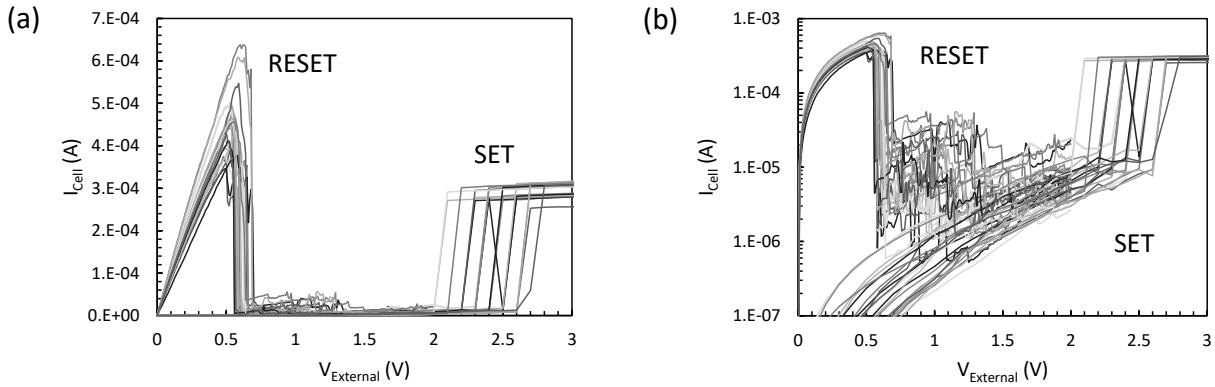 (a)
7.E-04
6.E-04
5.E-04
4.E-04
3.E-04
2.E-04
1.E-04
0.E+00
I_Cell (A)
RESET
SET
0 0.5 1 1.5 2 2.5 3
V_External (V)
(b)
1.E-03
1.E-04
1.E-05
1.E-06
1.E-07
I_Cell (A)
RESET
SET
0 0.5 1 1.5 2 2.5 3
V_External (V)